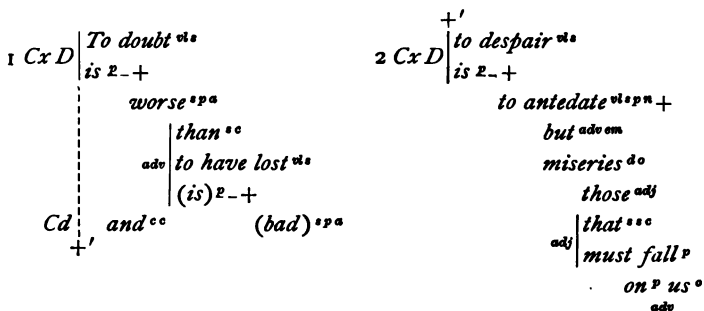 +'
1 Cx D To doubt vis
is p – +
worse spa
than sc
adv to have lost vis
(is) p – +
Cd and cc (bad) spa
+'
2 Cx D to despair vis
is p – +
to antedate vispn +
but advem
miseries do
those adj
adj that ssc
must fall p
on p us o
adv